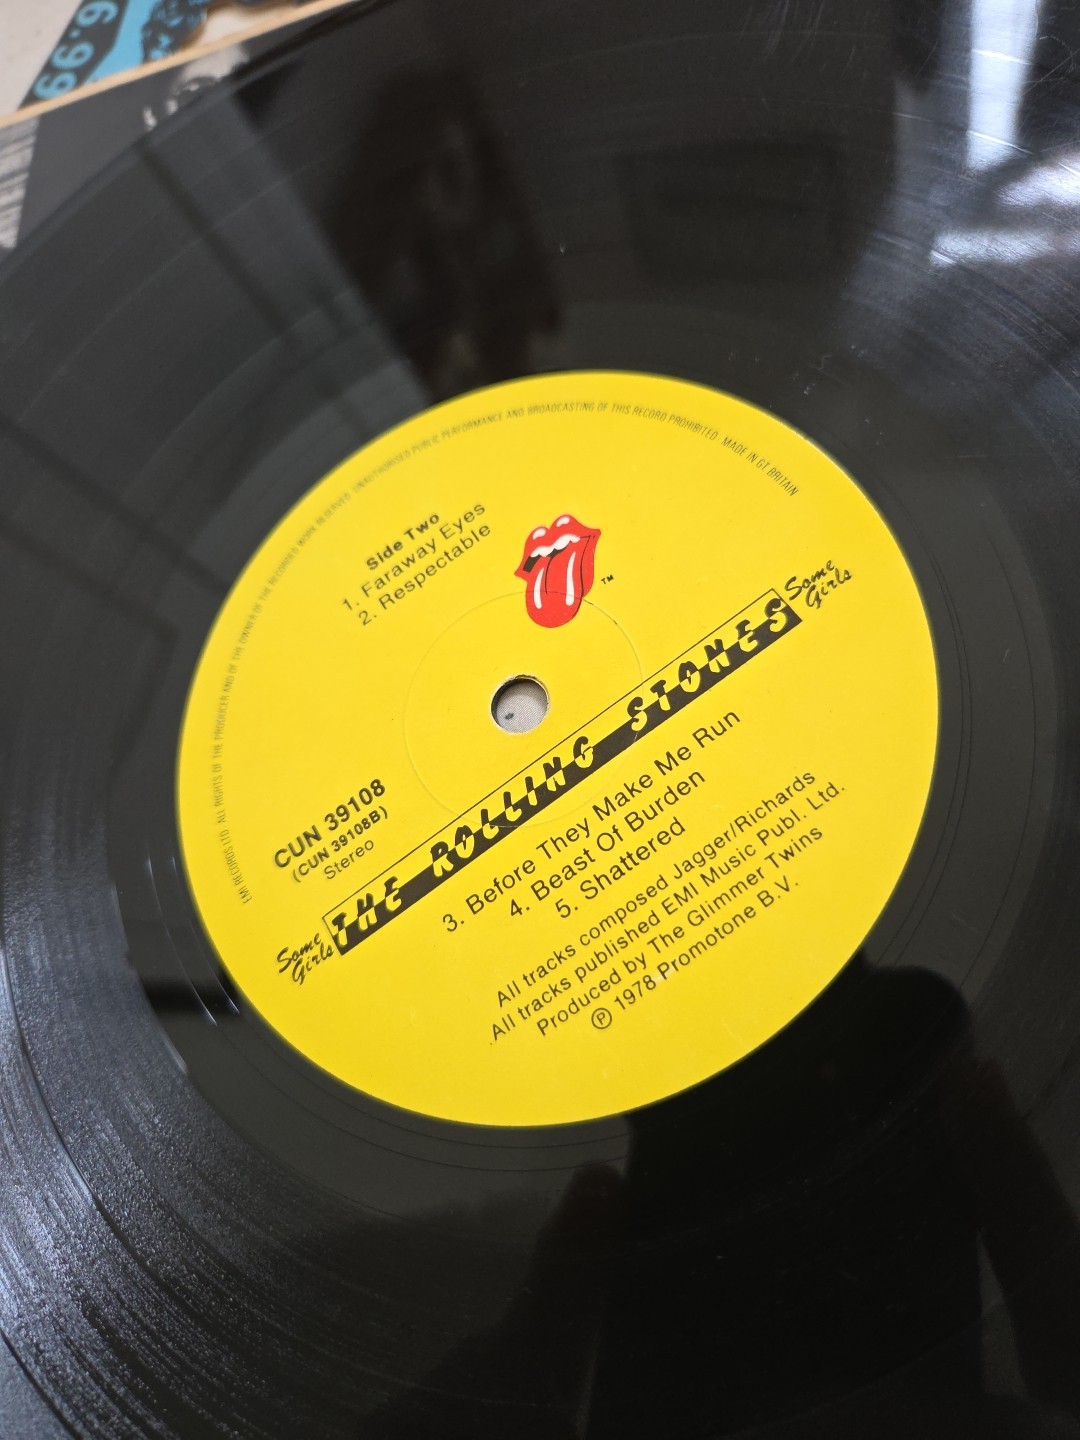 6.99
EMI RECORDS LTD. ALL RIGHTS OF THE PRODUCER AND OF THE OWNER OF THE RECORDED WORK RESERVED. UNAUTHORISED PUBLIC PERFORMANCE AND BROADCASTING OF THIS RECORD PROHIBITED. MADE IN GT. BRITAIN
Side Two
1. Faraway Eyes
2. Respectable
TM
Some
Girls
THE ROLLING STONES
Some
Girls
CUN 39108
(CUN 39108B)
Stereo
3. Before They Make Me Run
4. Beast Of Burden
5. Shattered
All tracks composed Jagger/Richards
All tracks published EMI Music Publ. Ltd.
Produced by The Glimmer Twins
℗ 1978 Promotone B.V.